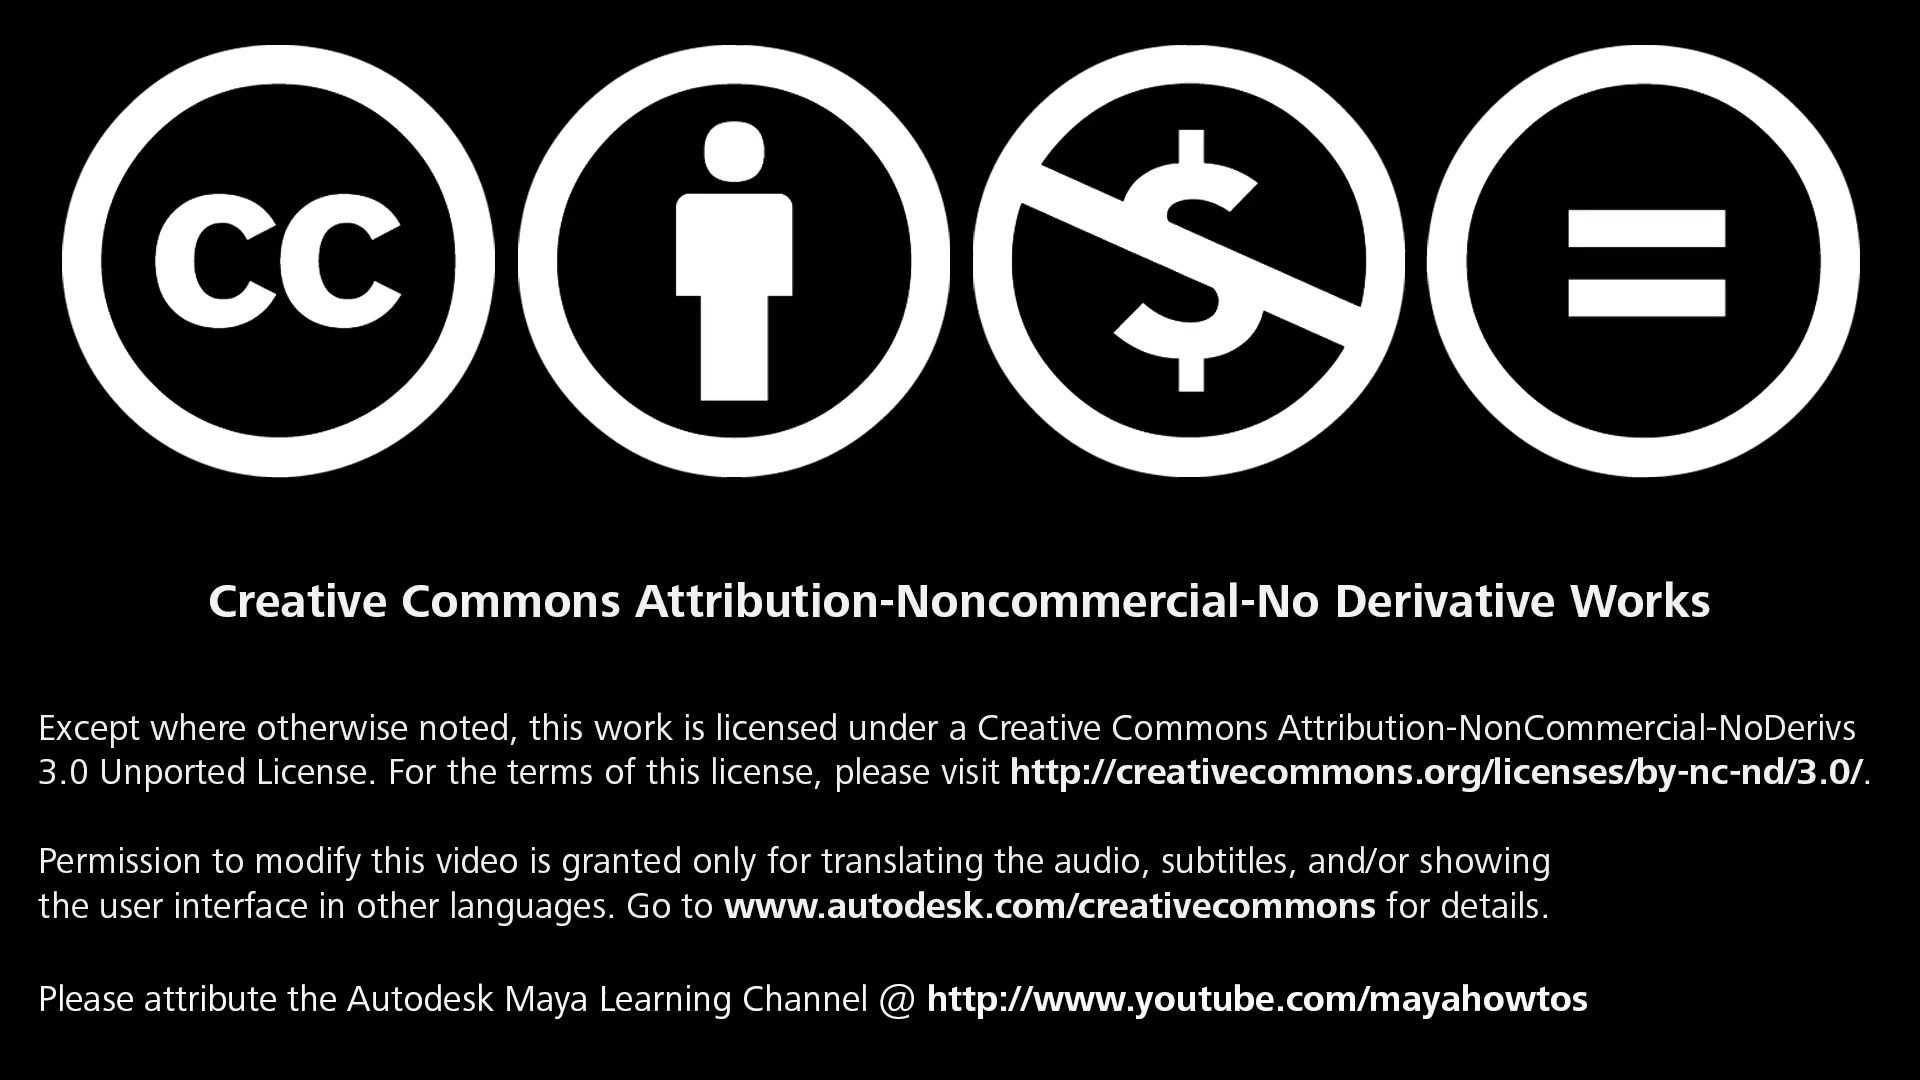 cc
$
=
Creative Commons Attribution-Noncommercial-No Derivative Works
Except where otherwise noted, this work is licensed under a Creative Commons Attribution-NonCommercial-NoDerivs
3.0 Unported License. For the terms of this license, please visit http://creativecommons.org/licenses/by-nc-nd/3.0/.
Permission to modify this video is granted only for translating the audio, subtitles, and/or showing
the user interface in other languages. Go to www.autodesk.com/creativecommons for details.
Please attribute the Autodesk Maya Learning Channel @ http://www.youtube.com/mayahowtos